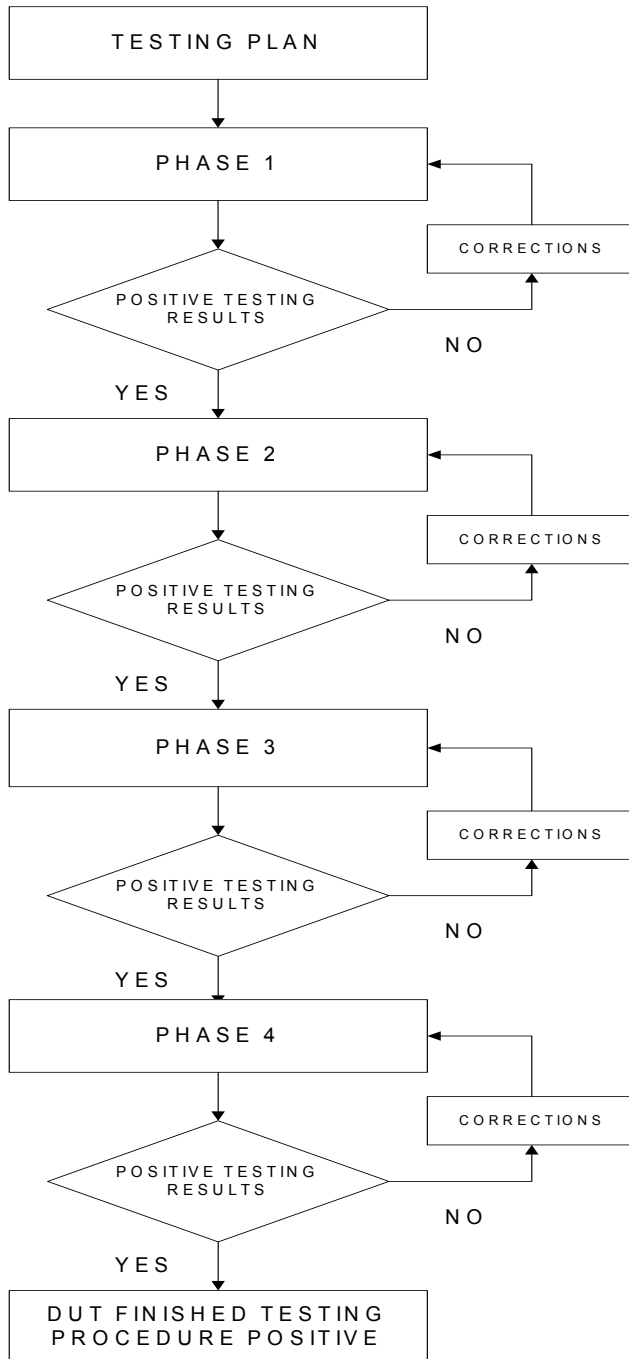 TESTING PLAN
PHASE 1
CORRECTIONS
POSITIVE TESTING
RESULTS
NO
YES
PHASE 2
CORRECTIONS
POSITIVE TESTING
RESULTS
NO
YES
PHASE 3
CORRECTIONS
POSITIVE TESTING
RESULTS
NO
YES
PHASE 4
CORRECTIONS
POSITIVE TESTING
RESULTS
NO
YES
DUT FINISHED TESTING
PROCEDURE POSITIVE